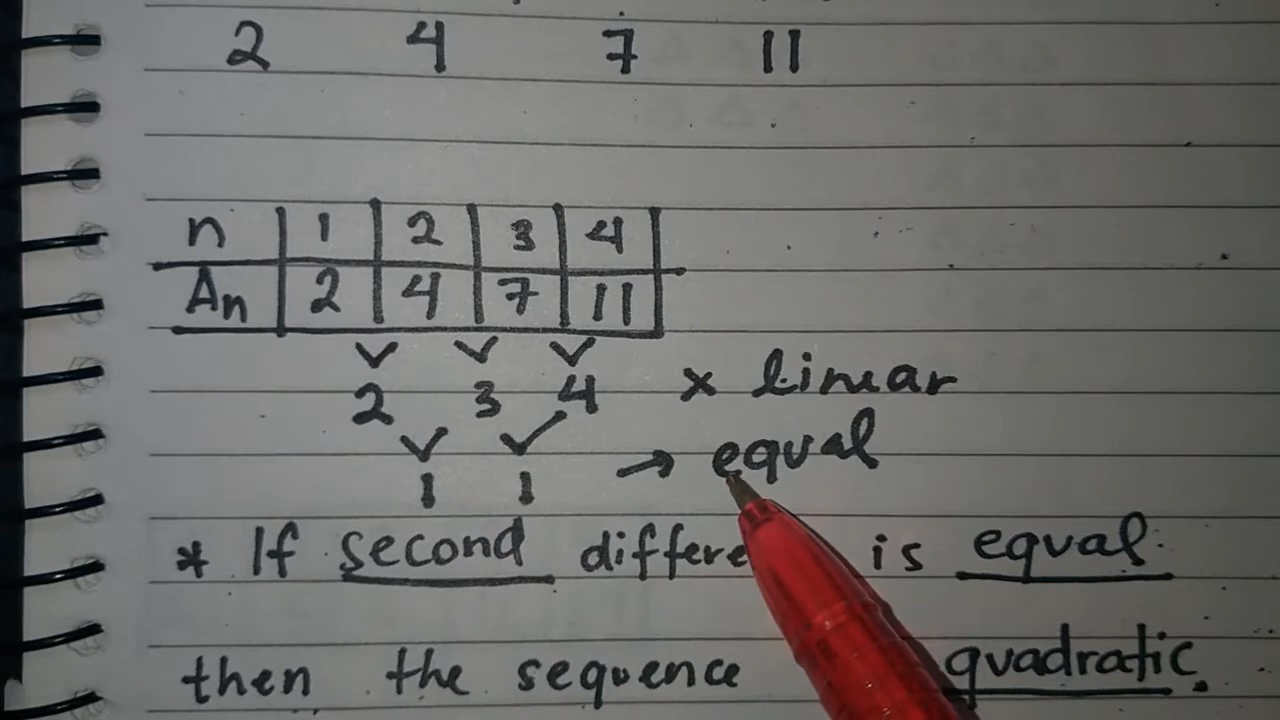 2 4 7 11
n 1 2 3 4
An 2 4 7 11
2 3 4 × linear
1 1 → equal
* If second differe is equal.
then the sequence quadratic.